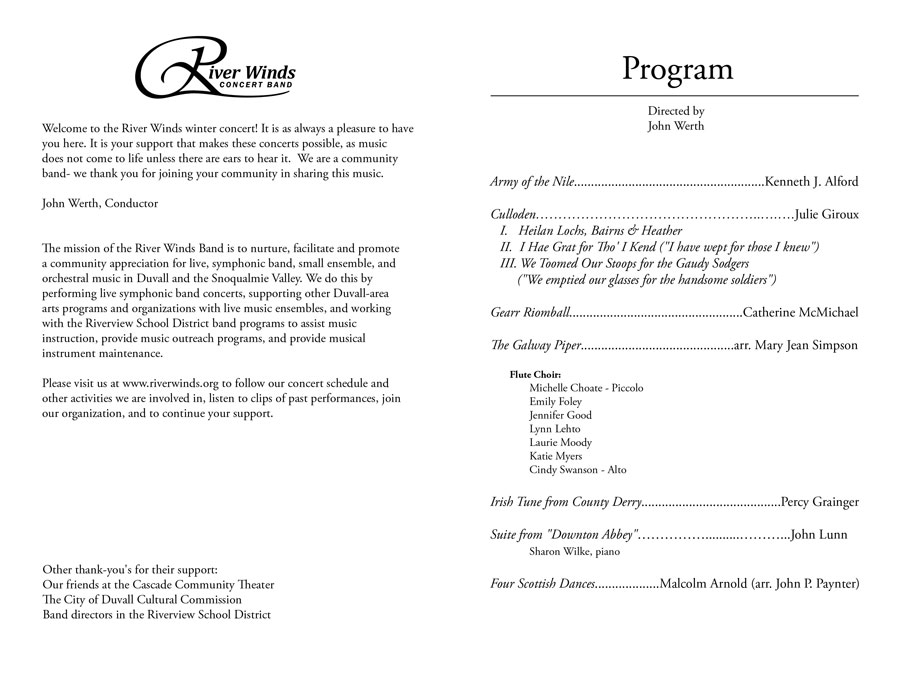 River Winds
CONCERT BAND
Welcome to the River Winds winter concert! It is as always a pleasure to have
you here. It is your support that makes these concerts possible, as music
does not come to life unless there are ears to hear it.  We are a community
band- we thank you for joining your community in sharing this music.
John Werth, Conductor
The mission of the River Winds Band is to nurture, facilitate and promote
a community appreciation for live, symphonic band, small ensemble, and
orchestral music in Duvall and the Snoqualmie Valley. We do this by
performing live symphonic band concerts, supporting other Duvall-area
arts programs and organizations with live music ensembles, and working
with the Riverview School District band programs to assist music
instruction, provide music outreach programs, and provide musical
instrument maintenance.
Please visit us at www.riverwinds.org to follow our concert schedule and
other activities we are involved in, listen to clips of past performances, join
our organization, and to continue your support.
Other thank-you's for their support:
Our friends at the Cascade Community Theater
The City of Duvall Cultural Commission
Band directors in the Riverview School District
Program
Directed by
John Werth
Army of the Nile........................................................Kenneth J. Alford
Culloden…………………………………………..…….Julie Giroux
I.   Heilan Lochs, Bairns & Heather
II.  I Hae Grat for Tho' I Kend ("I have wept for those I knew")
III. We Toomed Our Stoops for the Gaudy Sodgers
("We emptied our glasses for the handsome soldiers")
Gearr Riomball...................................................Catherine McMichael
The Galway Piper.............................................arr. Mary Jean Simpson
Flute Choir:
Michelle Choate - Piccolo
Emily Foley
Jennifer Good
Lynn Lehto
Laurie Moody
Katie Myers
Cindy Swanson - Alto
Irish Tune from County Derry.........................................Percy Grainger
Suite from "Downton Abbey"……………..........………...John Lunn
Sharon Wilke, piano
Four Scottish Dances...................Malcolm Arnold (arr. John P. Paynter)